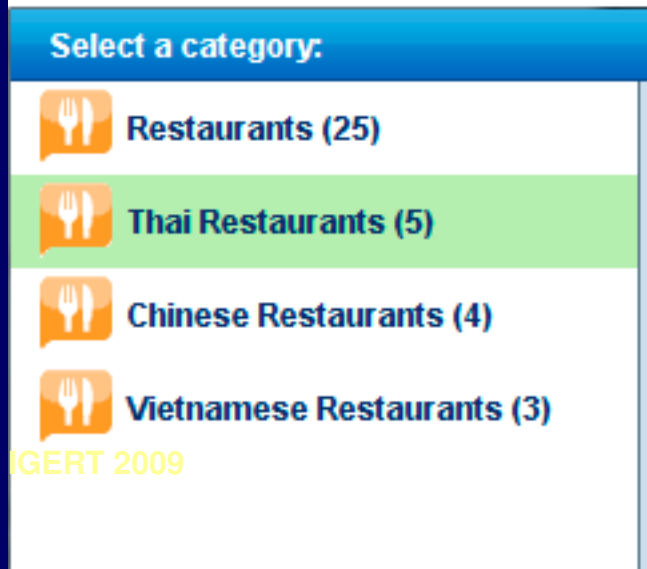 Select a category:
Restaurants (25)
Thai Restaurants (5)
Chinese Restaurants (4)
Vietnamese Restaurants (3)
IGERT 2009